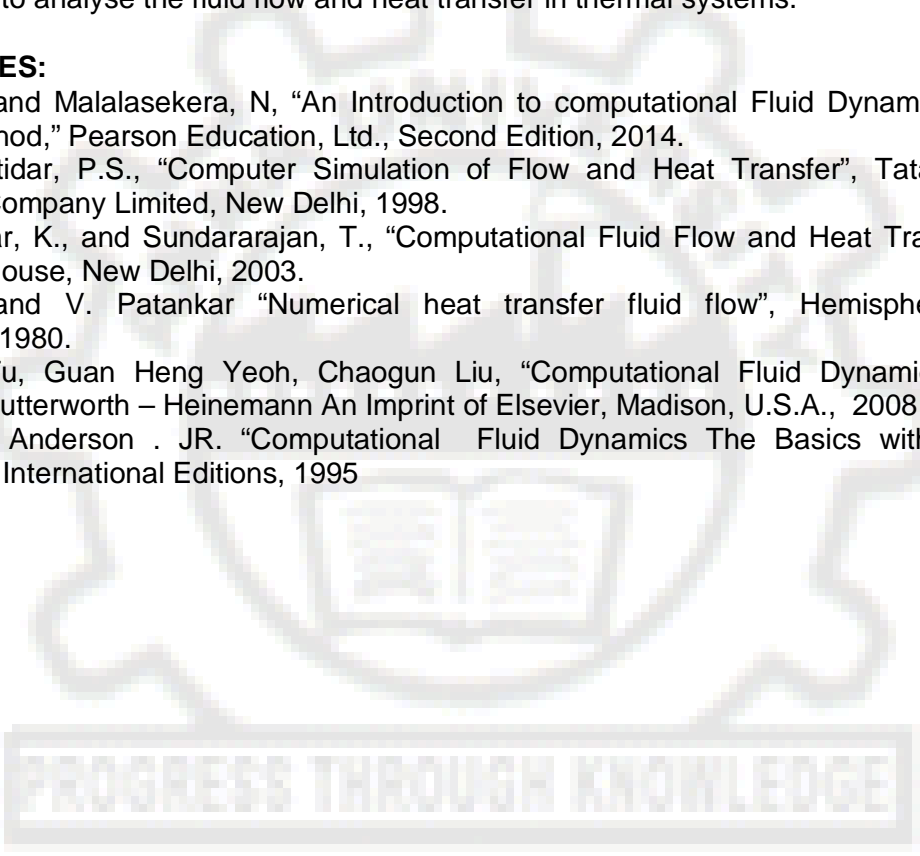 to analyse the fluid flow and heat transfer in thermal systems.
ES:
and Malalasekera, N, “An Introduction to computational Fluid Dynam
hod,” Pearson Education, Ltd., Second Edition, 2014.
tidar, P.S., “Computer Simulation of Flow and Heat Transfer”, Tata
Company Limited, New Delhi, 1998.
ar, K., and Sundararajan, T., “Computational Fluid Flow and Heat Tra
ouse, New Delhi, 2003.
and V. Patankar “Numerical heat transfer fluid flow”, Hemisphe
1980.
u, Guan Heng Yeoh, Chaogun Liu, “Computational Fluid Dynamic
utterworth – Heinemann An Imprint of Elsevier, Madison, U.S.A., 2008
Anderson . JR. “Computational Fluid Dynamics The Basics with
International Editions, 1995
PROGRESS THROUGH KNOWLEDGE